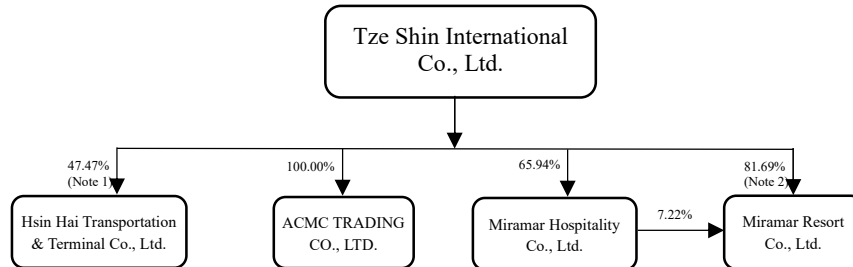 Tze Shin International
Co., Ltd.
47.47%
(Note 1)
100.00%
65.94%
81.69%
(Note 2)
Hsin Hai Transportation
& Terminal Co., Ltd.
ACMC TRADING
CO., LTD.
Miramar Hospitality
Co., Ltd.
7.22%
Miramar Resort
Co., Ltd.